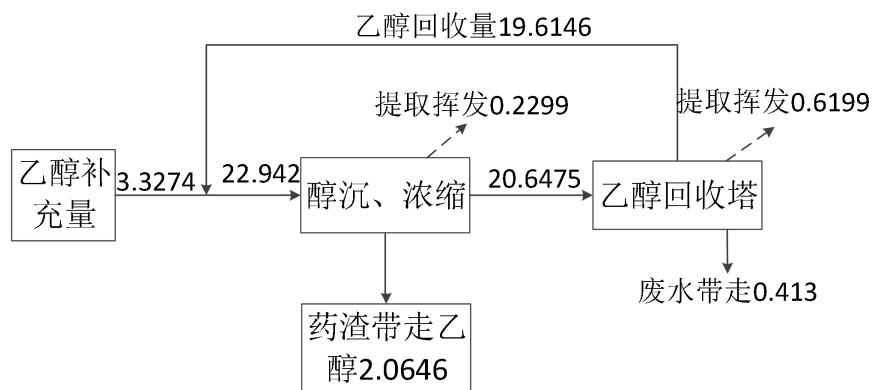 乙醇回收量19.6146
提取挥发0.2299
提取挥发0.6199
乙醇补
充量
3.3274
22.942
醇沉、浓缩
20.6475
乙醇回收塔
废水带走0.413
药渣带走乙
醇2.0646